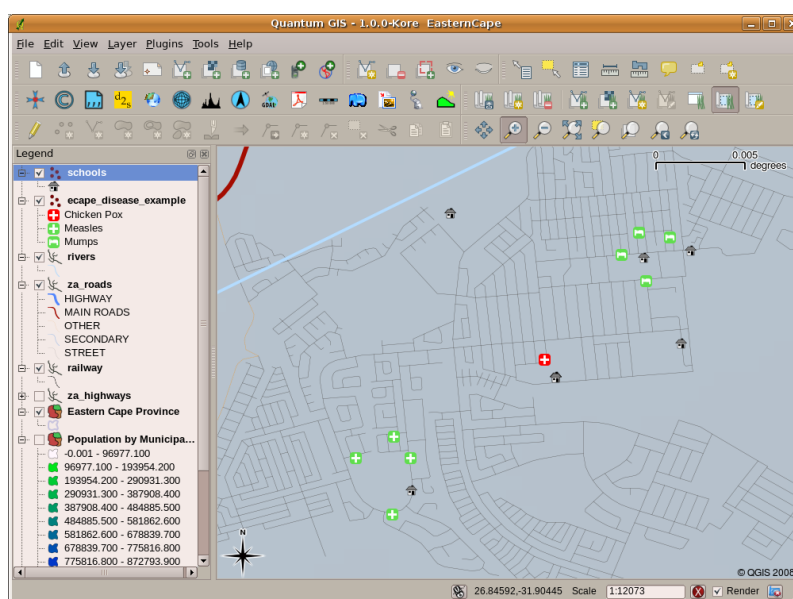 Quantum GIS - 1.0.0-Kore EasternCape
File Edit View Layer Plugins Tools Help
Legend
schools
ecape_disease_example
Chicken Pox
Measles
Mumps
rivers
za_roads
HIGHWAY
MAIN ROADS
OTHER
SECONDARY
STREET
railway
za_highways
Eastern Cape Province
Population by Municipa...
-0.001 - 96977.100
96977.100 - 193954.200
193954.200 - 290931.300
290931.300 - 387908.400
387908.400 - 484885.500
484885.500 - 581862.600
581862.600 - 678839.700
678839.700 - 775816.800
775816.800 - 872793.900
0 0.005
degrees
N
© QGIS 2008
26.84592,-31.90445 Scale 1:12073 Render